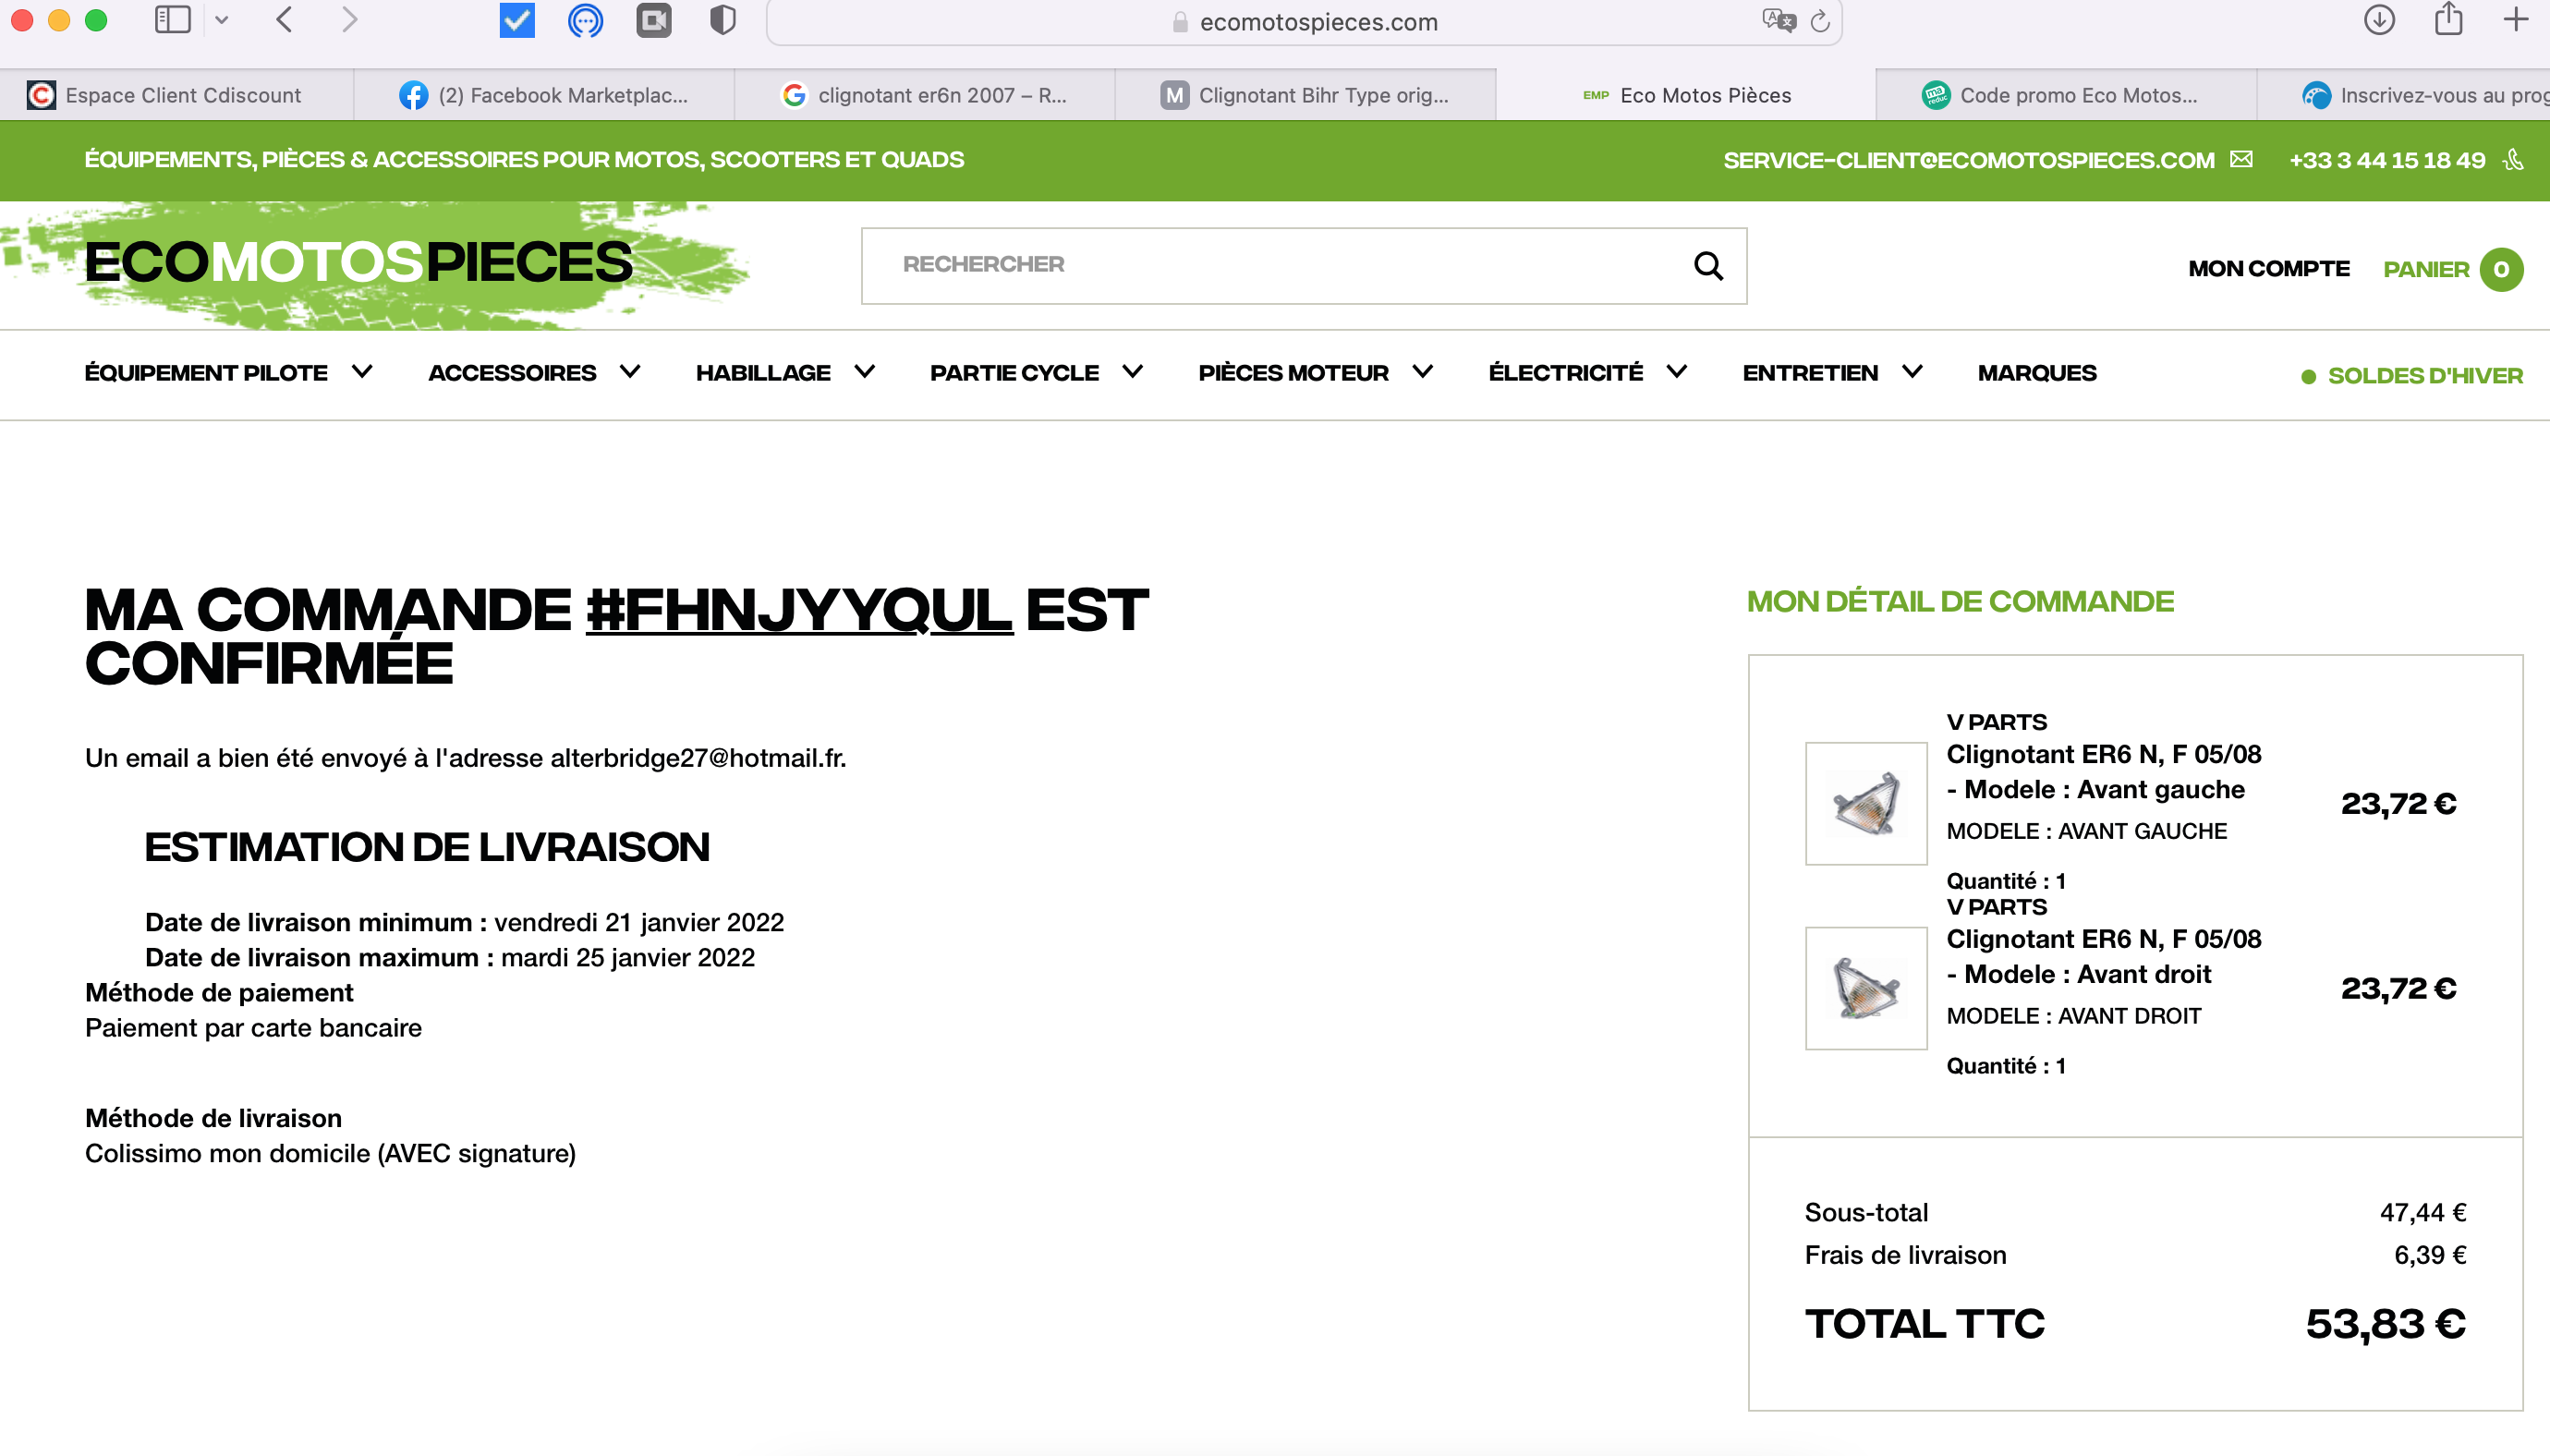 ecomotospieces.com
Espace Client Cdiscount
(2) Facebook Marketplac...
clignotant er6n 2007 – R...
M Clignotant Bihr Type orig...
EMP Eco Motos Pièces
Code promo Eco Motos...
Inscrivez-vous au prog
ÉQUIPEMENTS, PIÈCES & ACCESSOIRES POUR MOTOS, SCOOTERS ET QUADS
SERVICE-CLIENT@ECOMOTOSPIECES.COM
+33 3 44 15 18 49
ECOMOTOSPIECES
RECHERCHER
MON COMPTE
PANIER 0
ÉQUIPEMENT PILOTE
ACCESSOIRES
HABILLAGE
PARTIE CYCLE
PIÈCES MOTEUR
ÉLECTRICITÉ
ENTRETIEN
MARQUES
SOLDES D'HIVER
MA COMMANDE #FHNJYYQUL EST
CONFIRMÉE
Un email a bien été envoyé à l'adresse alterbridge27@hotmail.fr.
ESTIMATION DE LIVRAISON
Date de livraison minimum : vendredi 21 janvier 2022
Date de livraison maximum : mardi 25 janvier 2022
Méthode de paiement
Paiement par carte bancaire
Méthode de livraison
Colissimo mon domicile (AVEC signature)
MON DÉTAIL DE COMMANDE
V PARTS
Clignotant ER6 N, F 05/08
- Modele : Avant gauche
23,72 €
MODELE : AVANT GAUCHE
Quantité : 1
V PARTS
Clignotant ER6 N, F 05/08
- Modele : Avant droit
23,72 €
MODELE : AVANT DROIT
Quantité : 1
Sous-total 47,44 €
Frais de livraison 6,39 €
TOTAL TTC 53,83 €